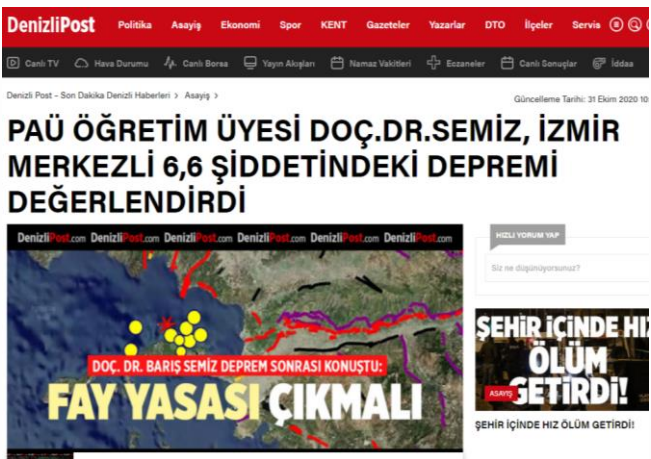 DenizliPost Politika Asayiş Ekonomi Spor KENT Gazeteler Yazarlar DTO İlçeler Servis
Canlı TV Hava Durumu Canlı Borsa Yayın Akışları Namaz Vakitleri Eczaneler Canlı Sonuçlar İddaa
Denizli Post - Son Dakika Denizli Haberleri > Asayiş >
Güncelleme Tarihi: 31 Ekim 2020 10
PAÜ ÖĞRETİM ÜYESİ DOÇ.DR.SEMİZ, İZMİR
MERKEZLİ 6,6 ŞİDDETİNDEKİ DEPREMİ
DEĞERLENDİRDİ
DenizliPost.com DenizliPost.com DenizliPost.com DenizliPost.com DenizliPost.com DenizliPost.com
DOÇ. DR. BARIŞ SEMİZ DEPREM SONRASI KONUŞTU:
FAY YASASI ÇIKMALI
HIZLI YORUM YAP
Siz ne düşünüyorsunuz?
ŞEHİR İÇİNDE HI
ÖLÜM
ASAYİŞ
GETİRDİ!
ŞEHİR İÇİNDE HIZ ÖLÜM GETİRDİ!